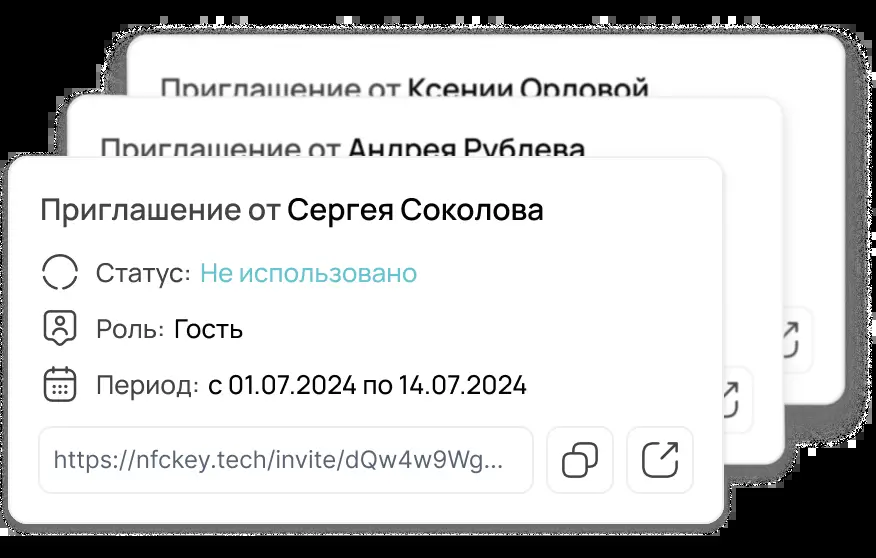 Приглашение от Ксении Орловой
Приглашение от Андрея Рублева
Приглашение от Сергея Соколова
Статус: Не использовано
Роль: Гость
Период: с 01.07.2024 по 14.07.2024
https://nfckey.tech/invite/dQw4w9Wg...